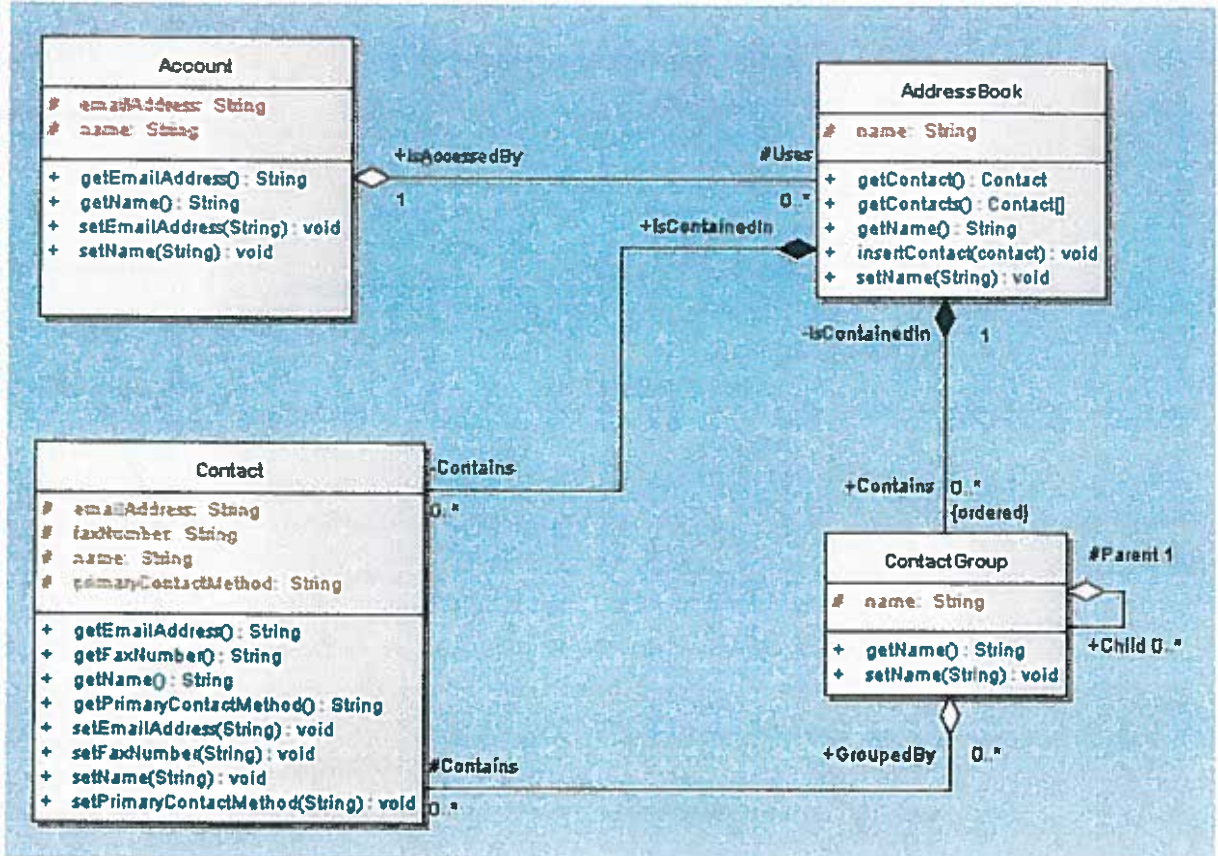 Account
# emailAddress: String
# name: String
+ getEmailAddress() : String
+ getName() : String
+ setEmailAddress(String) : void
+ setName(String) : void
+IsAccessedBy
1
#Uses
0..*
AddressBook
# name: String
+ getContact() : Contact
+ getContacts() : Contact[]
+ getName() : String
+ insertContact(contact) : void
+ setName(String) : void
+IsContainedIn
-IsContainedIn
1
Contact
# emailAddress: String
# faxNumber: String
# name: String
# primaryContactMethod: String
+ getEmailAddress() : String
+ getFaxNumber() : String
+ getName() : String
+ getPrimaryContactMethod() : String
+ setEmailAddress(String) : void
+ setFaxNumber(String) : void
+ setName(String) : void
+ setPrimaryContactMethod(String) : void
-Contains
0..*
+Contains
0..*
{ordered}
ContactGroup
# name: String
+ getName() : String
+ setName(String) : void
#Parent 1
+Child 0..*
+GroupedBy
0..*
#Contains
0..*